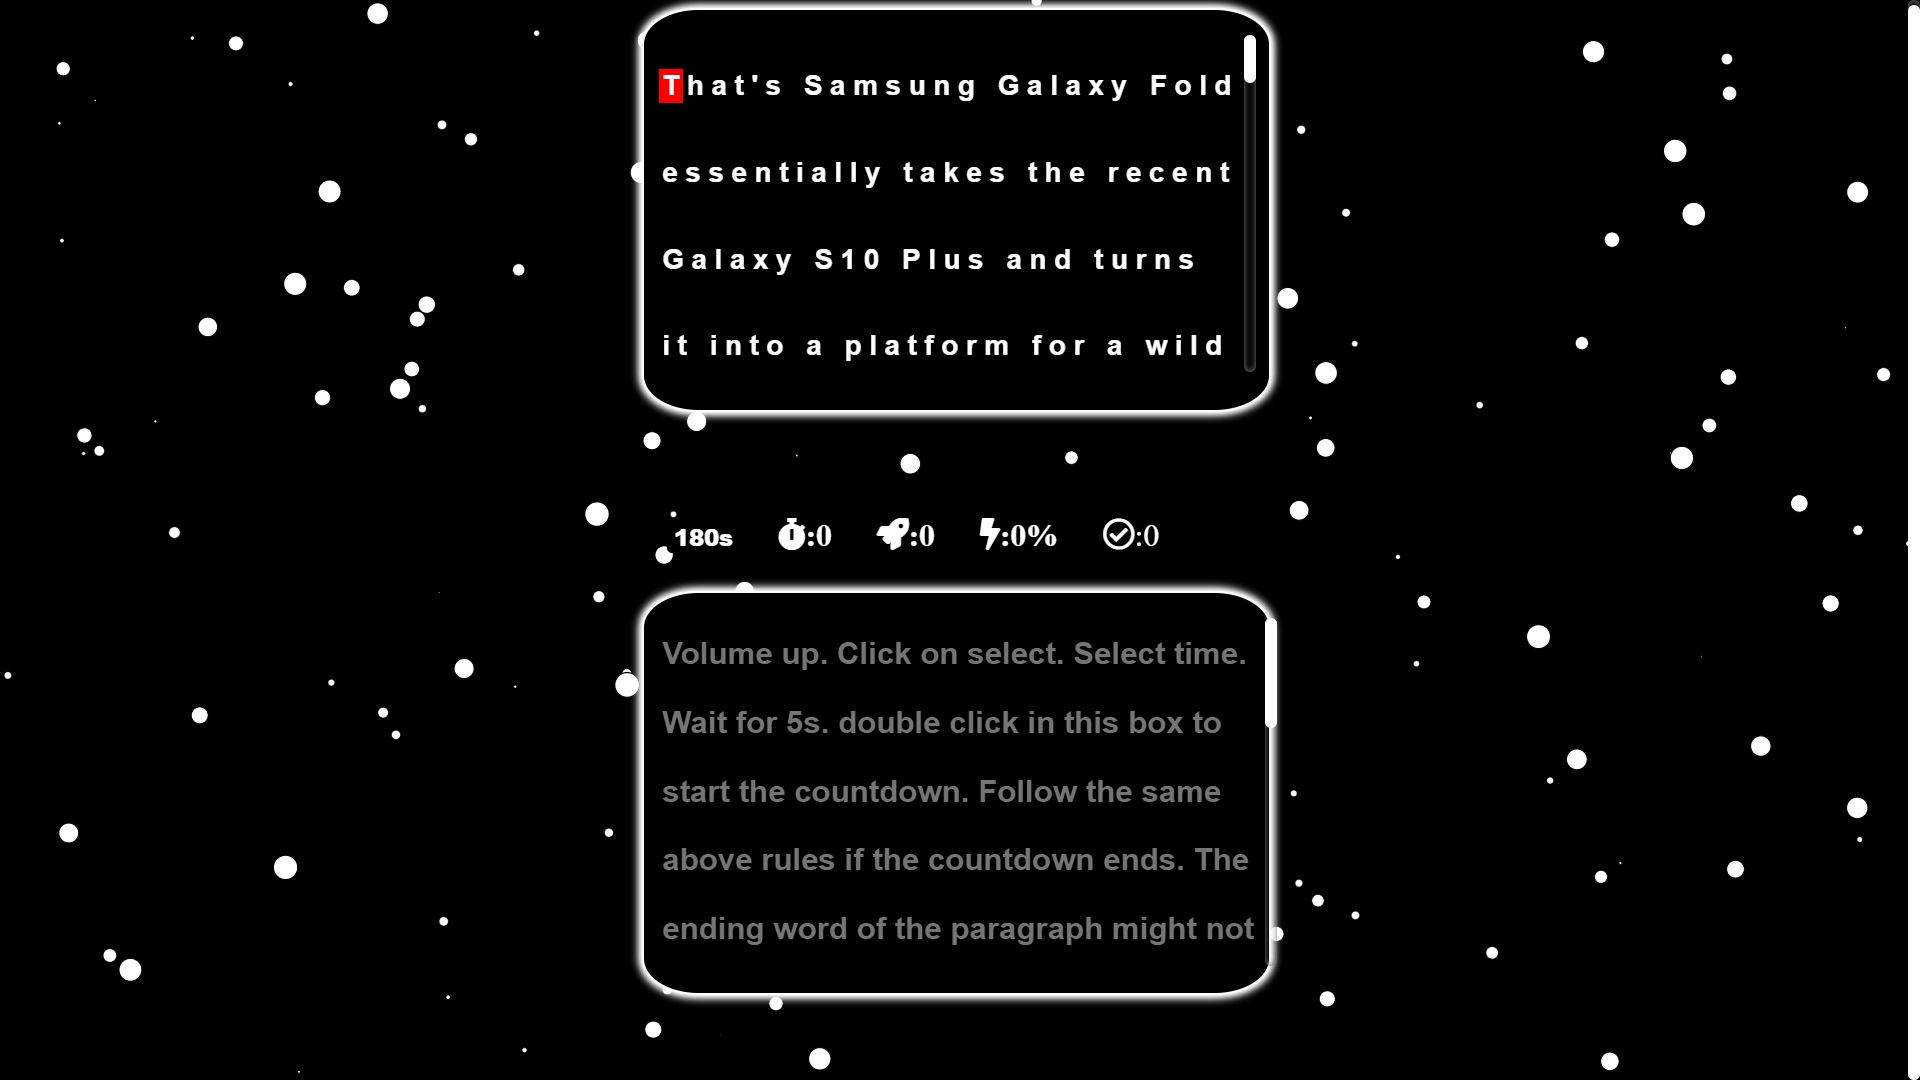 That's Samsung Galaxy Fold
essentially takes the recent
Galaxy S10 Plus and turns
it into a platform for a wild
180s :0 :0 :0% :0
Volume up. Click on select. Select time.
Wait for 5s. double click in this box to
start the countdown. Follow the same
above rules if the countdown ends. The
ending word of the paragraph might not